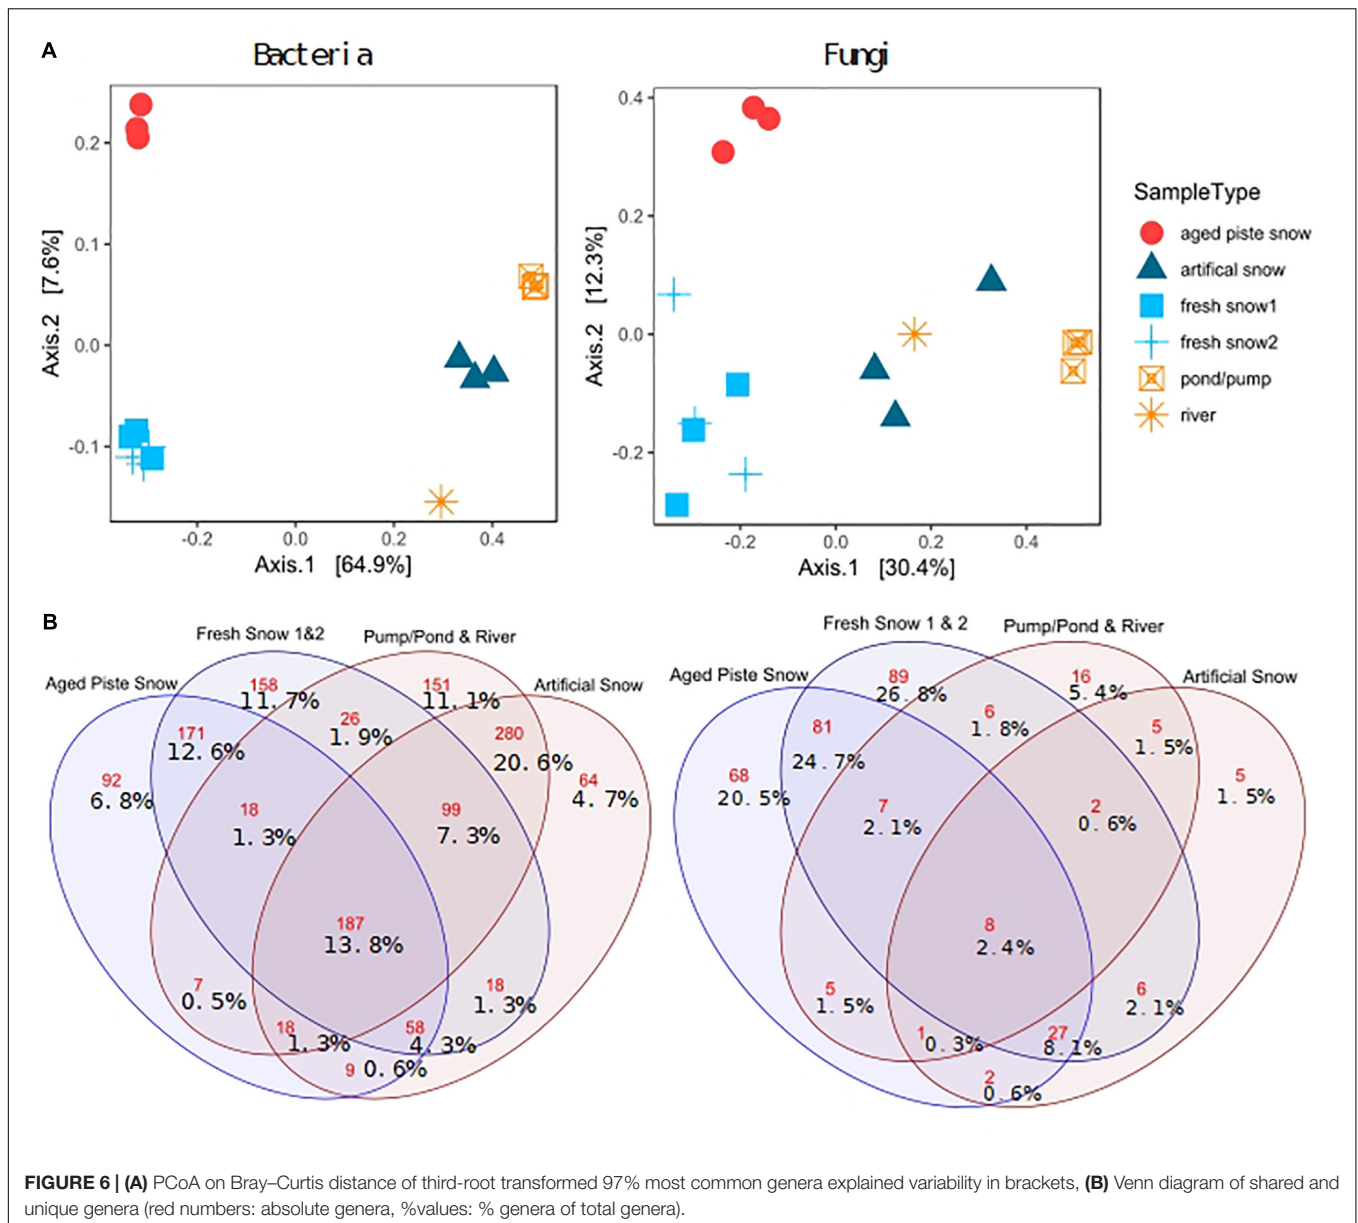 A
Bacteria
Fungi
0.2
0.1
0.0
-0.1
Axis.2 [7.6%]
-0.2 0.0 0.2 0.4
Axis.1 [64.9%]
0.4
0.2
0.0
-0.2
Axis.2 [12.3%]
-0.2 0.0 0.2 0.4
Axis.1 [30.4%]
SampleType
aged piste snow
artifical snow
fresh snow1
fresh snow2
pond/pump
river
B
Fresh Snow 1&2
Pump/Pond & River
Aged Piste Snow
Artificial Snow
158
11.7%
151
11.1%
171
12.6%
26
1.9%
280
20.6%
92
6.8%
64
4.7%
18
1.3%
99
7.3%
187
13.8%
7
0.5%
18
1.3%
18
1.3%
58
4.3%
9 0.6%
Fresh Snow 1 & 2
Pump/Pond & River
Aged Piste Snow
Artificial Snow
89
26.8%
16
5.4%
81
24.7%
6
1.8%
5
1.5%
68
20.5%
5
1.5%
7
2.1%
2
0.6%
8
2.4%
5
1.5%
6
2.1%
1 0.3%
27
8.1%
2
0.6%
FIGURE 6 | (A) PCoA on Bray–Curtis distance of third-root transformed 97% most common genera explained variability in brackets, (B) Venn diagram of shared and
unique genera (red numbers: absolute genera, %values: % genera of total genera).